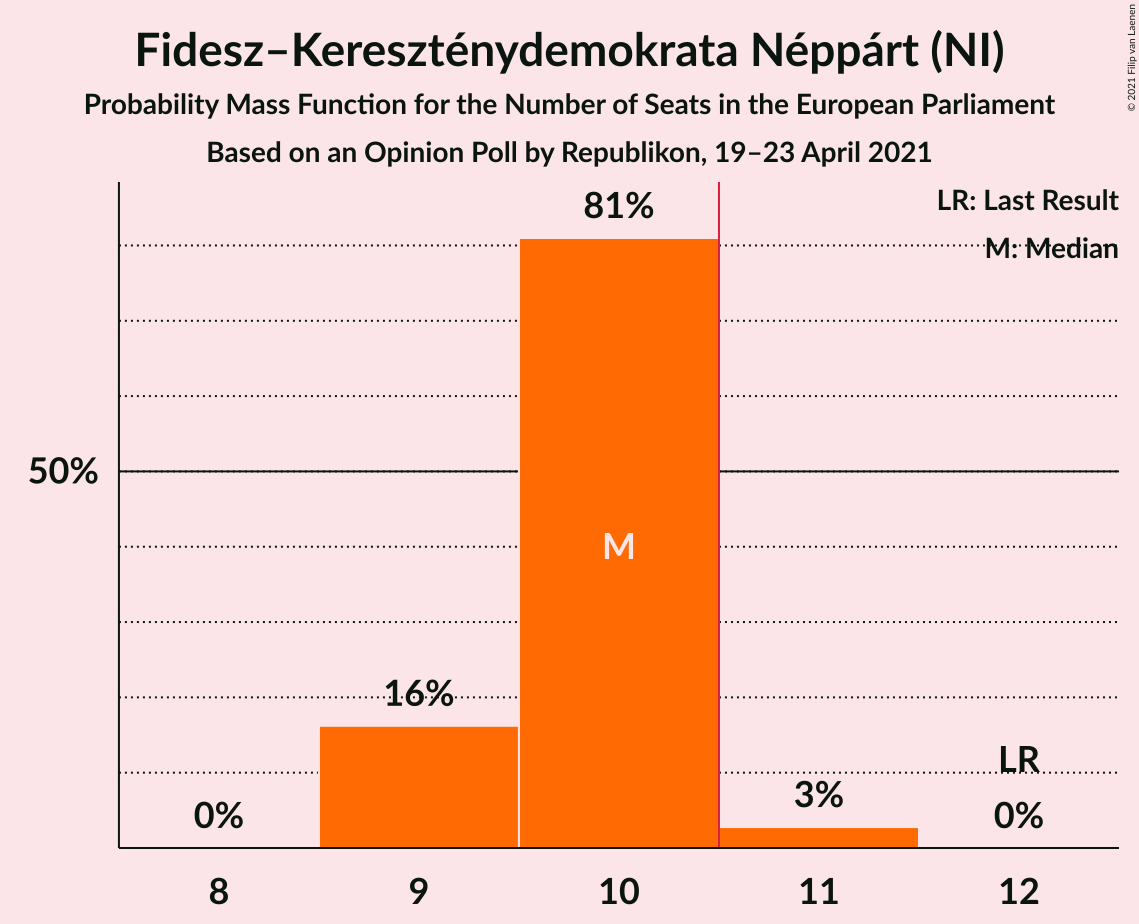 Fidesz–Kereszténydemokrata Néppárt (NI)
Probability Mass Function for the Number of Seats in the European Parliament
Based on an Opinion Poll by Republikon, 19–23 April 2021
© 2021 Filip van Laenen
LR: Last Result
M: Median
81%
50%
M
16%
LR
0%
3%
0%
8 9 10 11 12